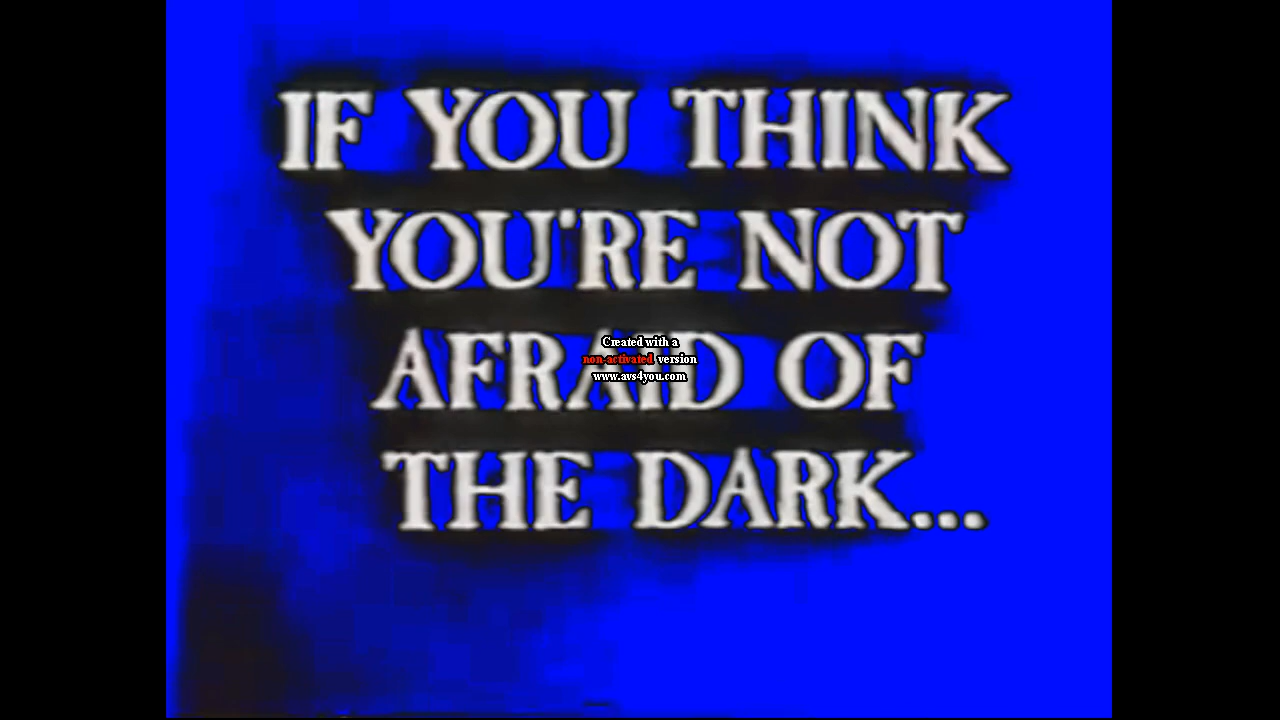 IF YOU THINK
YOU'RE NOT
AFRAID OF
THE DARK...
Created with a
non-activated version
www.avs4you.com